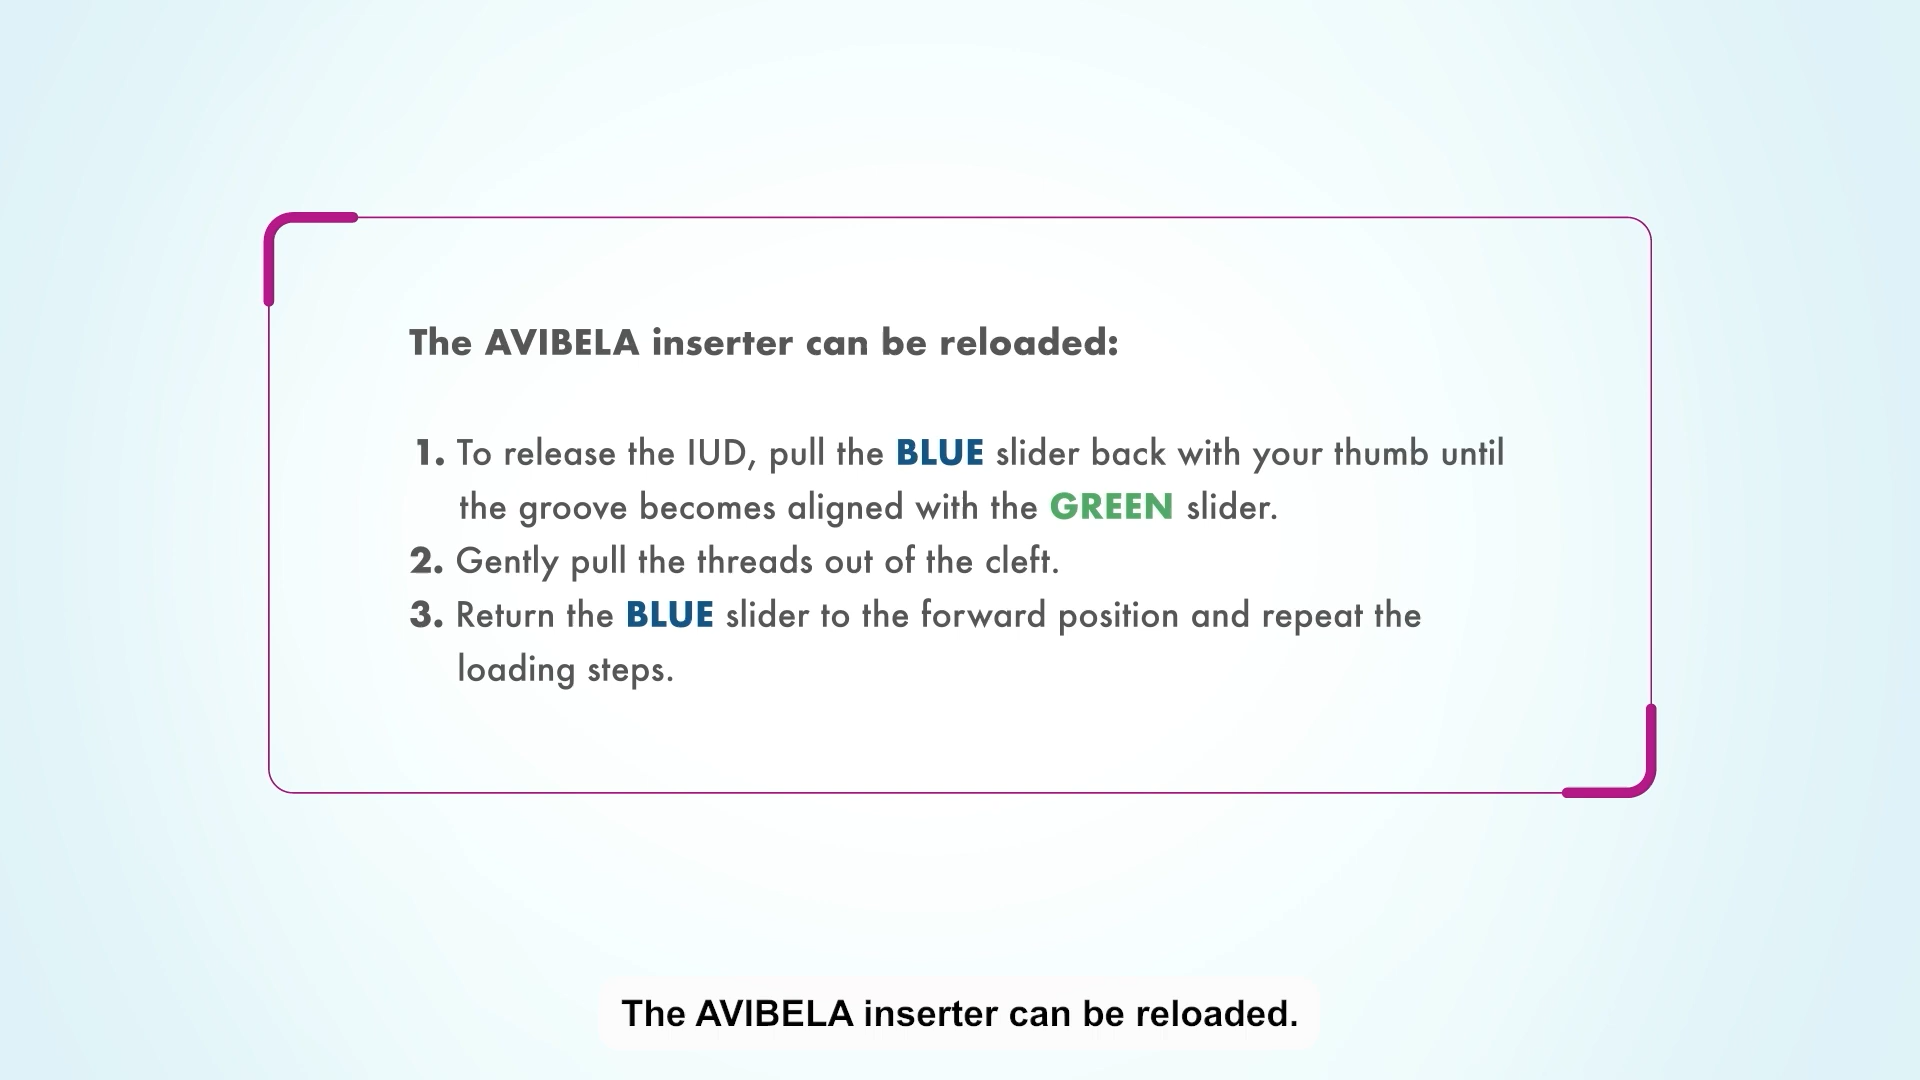 The AVIBELA inserter can be reloaded:
1. To release the IUD, pull the BLUE slider back with your thumb until
the groove becomes aligned with the GREEN slider.
2. Gently pull the threads out of the cleft.
3. Return the BLUE slider to the forward position and repeat the
loading steps.
The AVIBELA inserter can be reloaded.